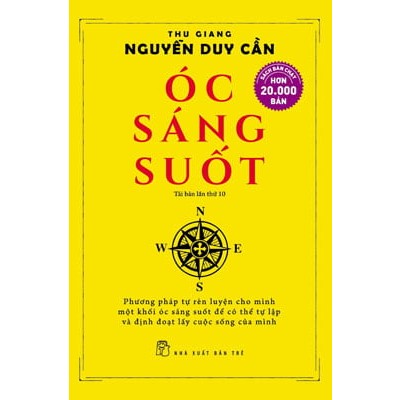 THU GIANG
NGUYỄN DUY CẦN
ÓC
SÁNG
SUỐT
SÁCH BÁN CHẠY
HƠN
20.000
BẢN
Tái bản lần thứ 10
N
W
E
S
Phương pháp tự rèn luyện cho mình
một khối óc sáng suốt để có thể tự lập
và định đoạt lấy cuộc sống của mình
NHÀ XUẤT BẢN TRẺ